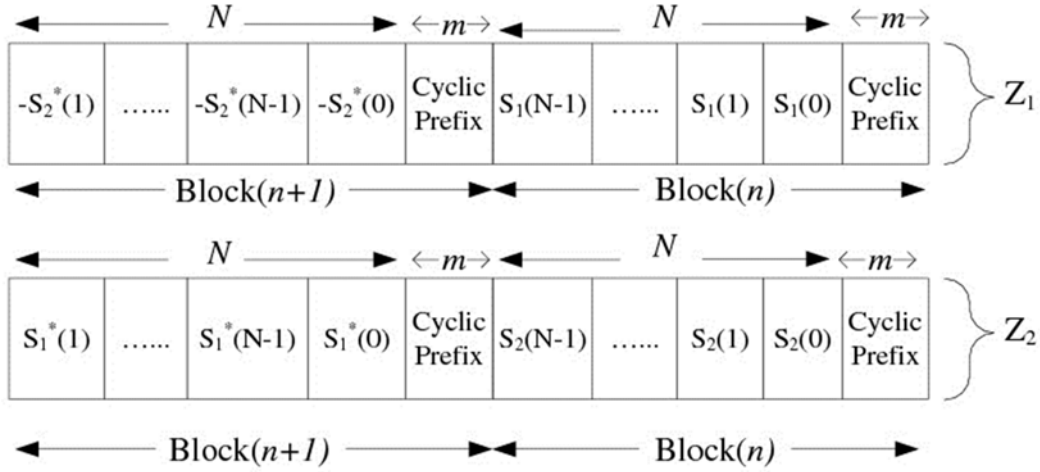 N m N m
-S₂*(1) …... -S₂*(N-1) -S₂*(0) Cyclic Prefix S₁(N-1) …... S₁(1) S₁(0) Cyclic Prefix Z₁
Block(n+1) Block(n)
N m N m
S₁*(1) …... S₁*(N-1) S₁*(0) Cyclic Prefix S₂(N-1) …... S₂(1) S₂(0) Cyclic Prefix Z₂
Block(n+1) Block(n)